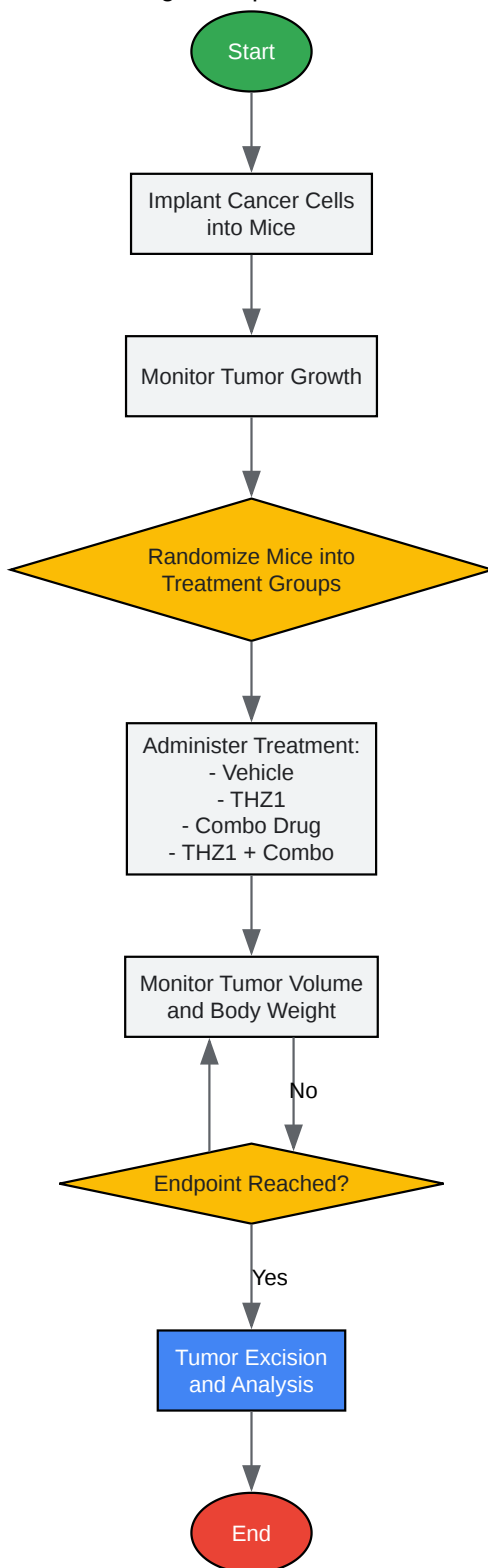 Start
Implant Cancer Cells
into Mice
Monitor Tumor Growth
Randomize Mice into
Treatment Groups
Administer Treatment:
- Vehicle
- THZ1
- Combo Drug
- THZ1 + Combo
Monitor Tumor Volume
and Body Weight
No
Endpoint Reached?
Yes
Tumor Excision
and Analysis
End